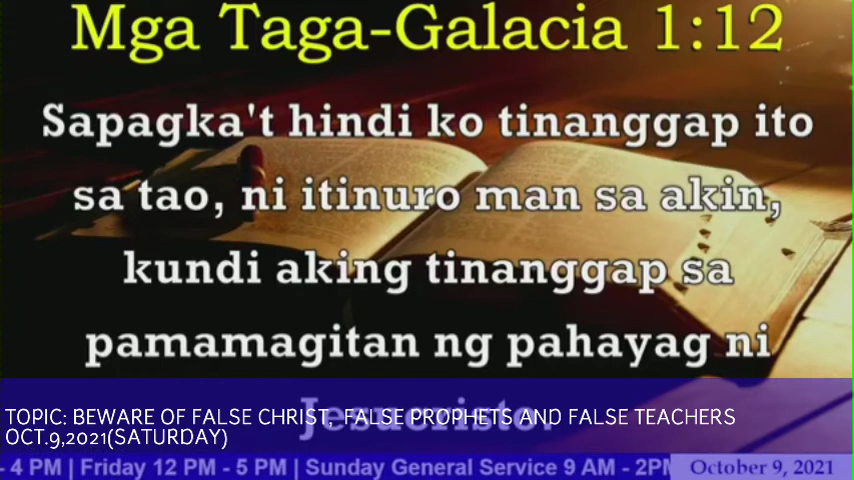 Mga Taga-Galacia 1:12
Sapagka't hindi ko tinanggap ito
sa tao, ni itinuro man sa akin,
kundi aking tinanggap sa
pamamagitan ng pahayag ni
Jesucristo.
TOPIC: BEWARE OF FALSE CHRIST, FALSE PROPHETS AND FALSE TEACHERS
OCT.9,2021(SATURDAY)
- 4 PM | Friday 12 PM - 5 PM | Sunday General Service 9 AM - 2PM
October 9, 2021